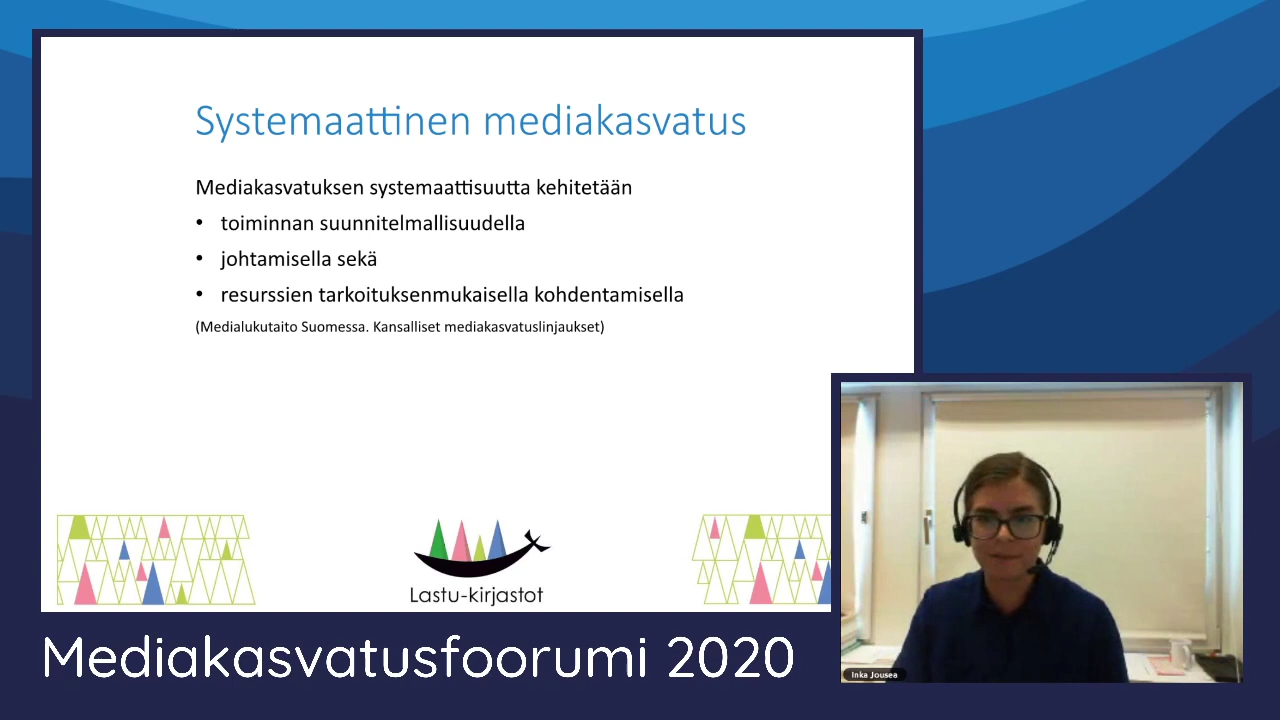 Systemaattinen mediakasvatus
Mediakasvatuksen systemaattisuutta kehitetään
• toiminnan suunnitelmallisuudella
• johtamisella sekä
• resurssien tarkoituksenmukaisella kohdentamisella
(Medialukutaito Suomessa. Kansalliset mediakasvatuslinjaukset)
Lastu-kirjastot
Mediakasvatusfoorumi 2020
Inka Jousea